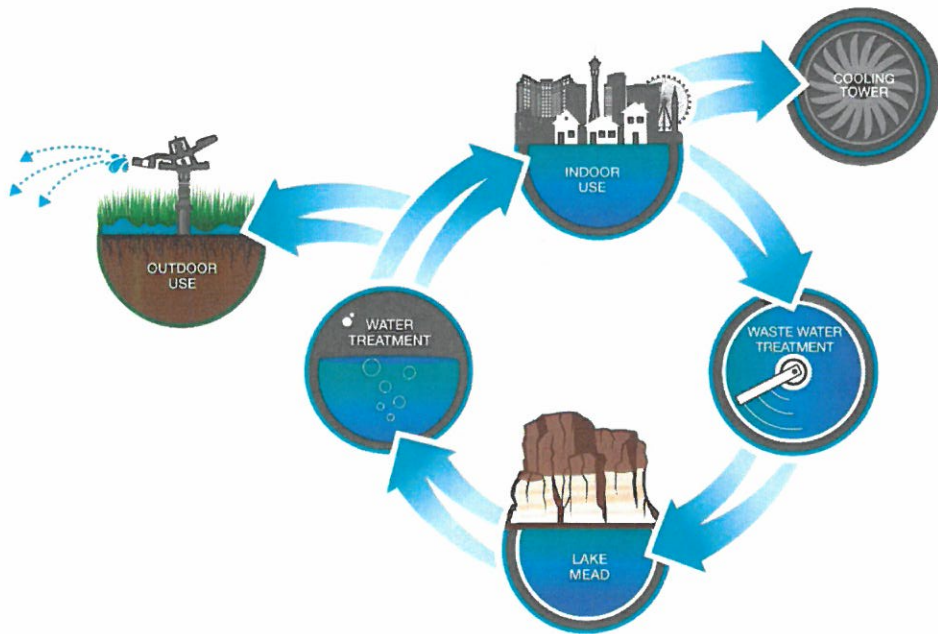 COOLING
TOWER
INDOOR
USE
OUTDOOR
USE
WATER
TREATMENT
WASTE WATER
TREATMENT
LAKE
MEAD